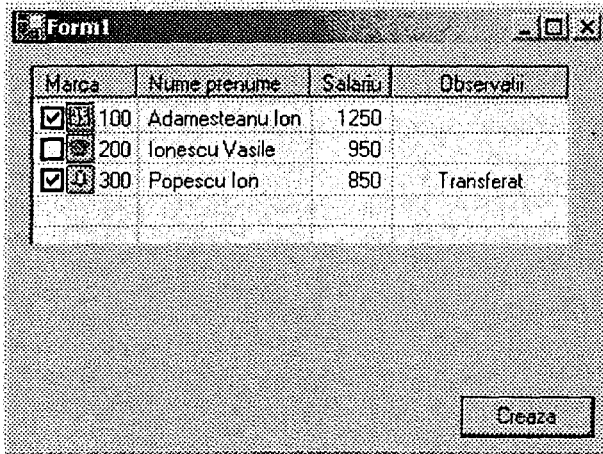 Form1
Marca Nume prenume Salariu Observatii
100 Adamesteanu Ion 1250
200 Ionescu Vasile 950
300 Popescu Ion 850 Transferat
Creaza